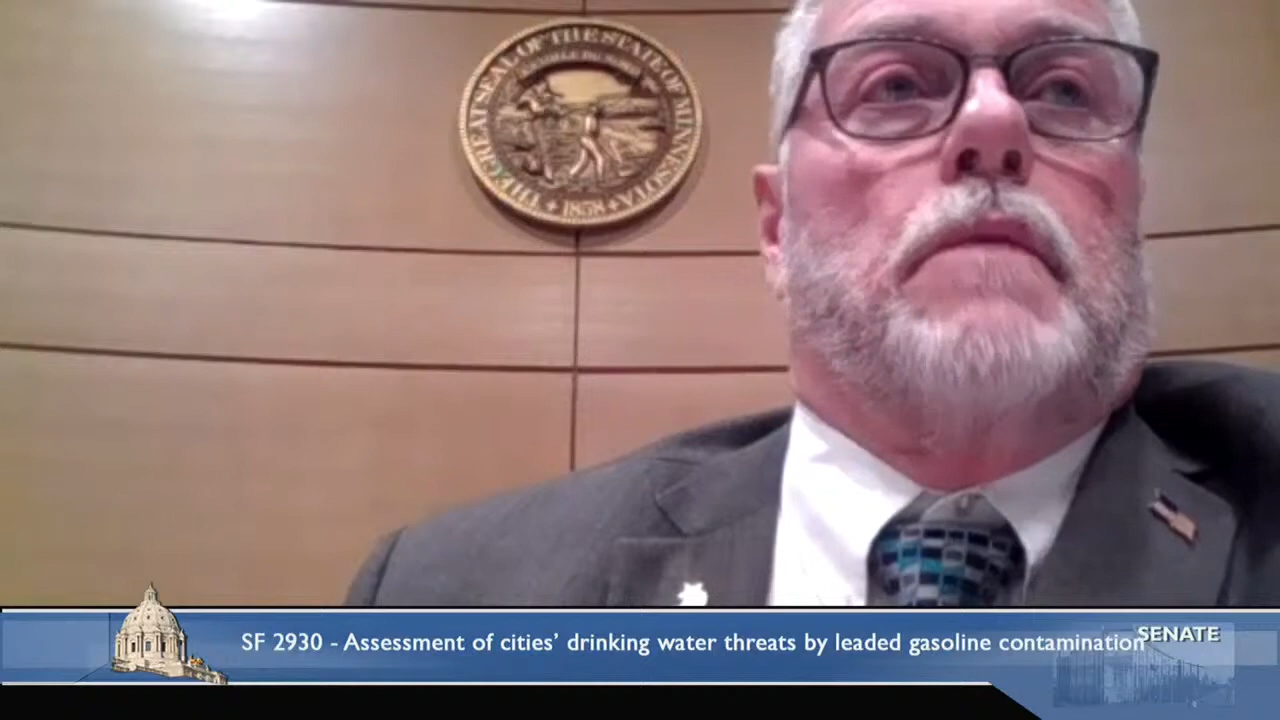 THE GREAT SEAL OF THE STATE OF MINNESOTA
1858
SF 2930 - Assessment of cities’ drinking water threats by leaded gasoline contamination
SENATE